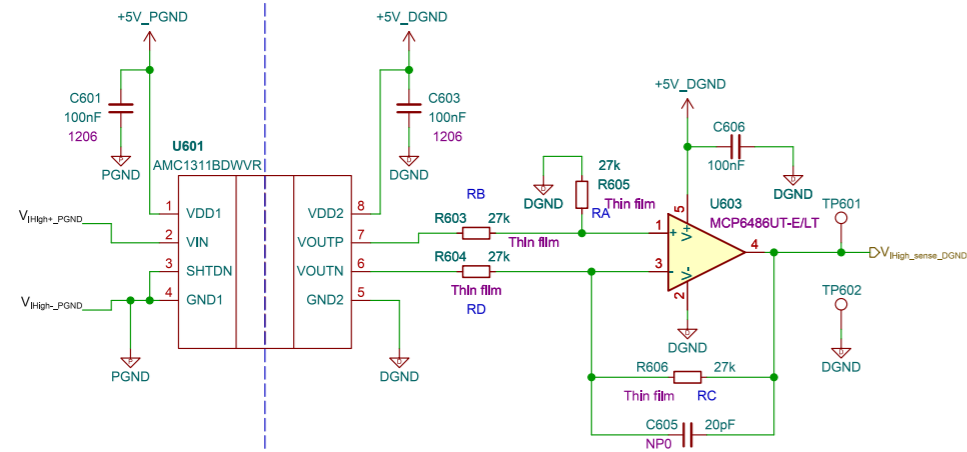 +5V_PGND
+5V_DGND
C601
100nF
1206
PGND
C603
100nF
1206
DGND
U601
AMC1311BDWVR
1 VDD1
2 VIN
3 SHTDN
4 GND1
VDD2 8
VOUTP 7
VOUTN 6
GND2 5
VIHigh+_PGND
VIHigh-_PGND
PGND
DGND
RB
R603 27k
Thin film
R604 27k
Thin film
RD
DGND
27k
R605
Thin film
RA
+5V_DGND
C606
100nF
DGND
U603
MCP6486UT-E/LT
1 +
3 -
5 V+
2 V-
4
DGND
TP601
VIHigh_sense_DGND
TP602
DGND
R606 27k
Thin film RC
C605 20pF
NP0